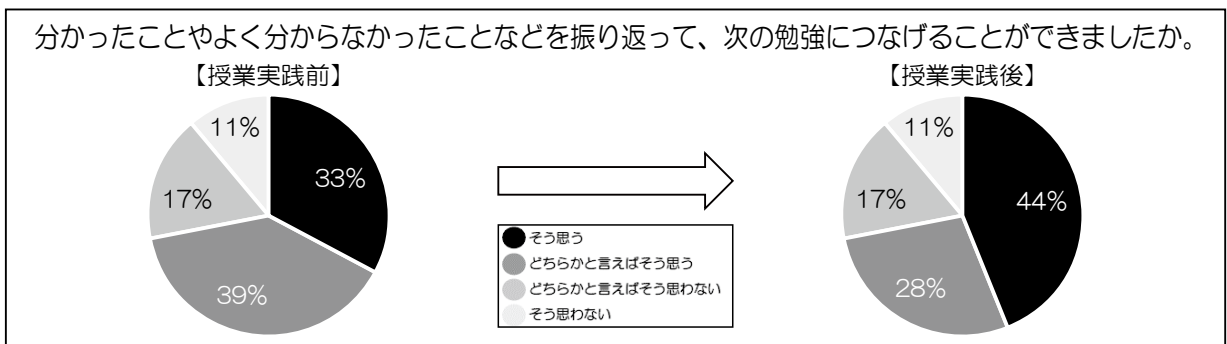 分かったことやよく分からなかったことなどを振り返って、次の勉強につなげることができましたか。
【授業実践前】
【授業実践後】
11%
33%
17%
39%
そう思う
どちらかと言えばそう思う
どちらかと言えばそう思わない
そう思わない
11%
44%
17%
28%